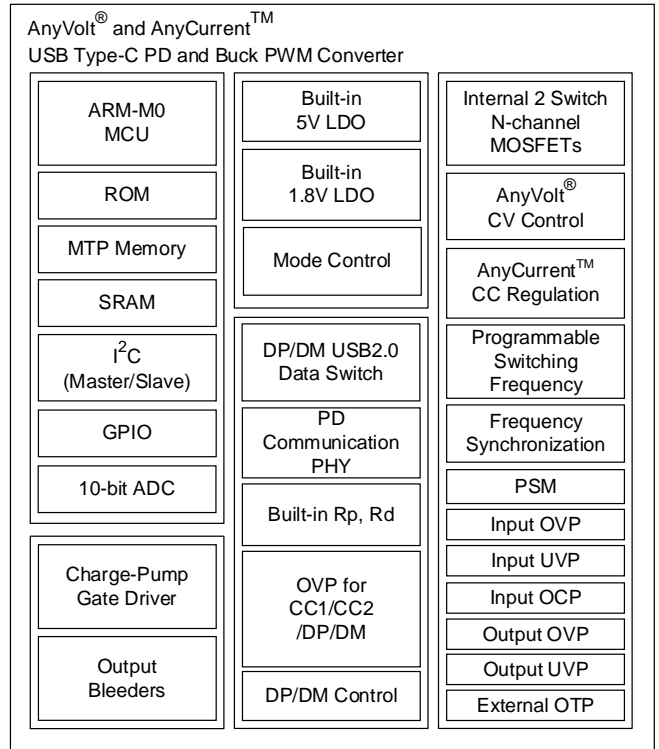 AnyVolt® and AnyCurrent™
USB Type-C PD and Buck PWM Converter
ARM-M0
MCU
ROM
MTP Memory
SRAM
I²C
(Master/Slave)
GPIO
10-bit ADC
Charge-Pump
Gate Driver
Output
Bleeders
Built-in
5V LDO
Built-in
1.8V LDO
Mode Control
DP/DM USB2.0
Data Switch
PD
Communication
PHY
Built-in Rp, Rd
OVP for
CC1/CC2
/DP/DM
DP/DM Control
Internal 2 Switch
N-channel
MOSFETs
AnyVolt®
CV Control
AnyCurrent™
CC Regulation
Programmable
Switching
Frequency
Frequency
Synchronization
PSM
Input OVP
Input UVP
Input OCP
Output OVP
Output UVP
External OTP